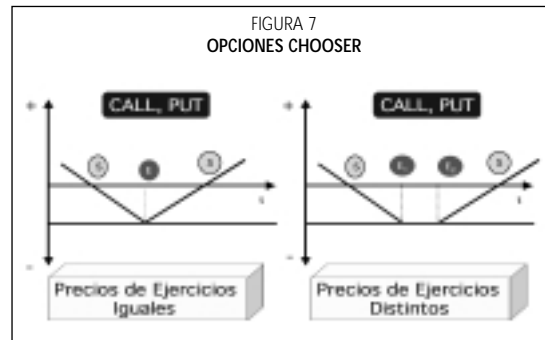 FIGURA 7
OPCIONES CHOOSER
CALL, PUT
CALL, PUT
+
+
-
-
Precios de Ejercicios
Iguales
Precios de Ejercicios
Distintos